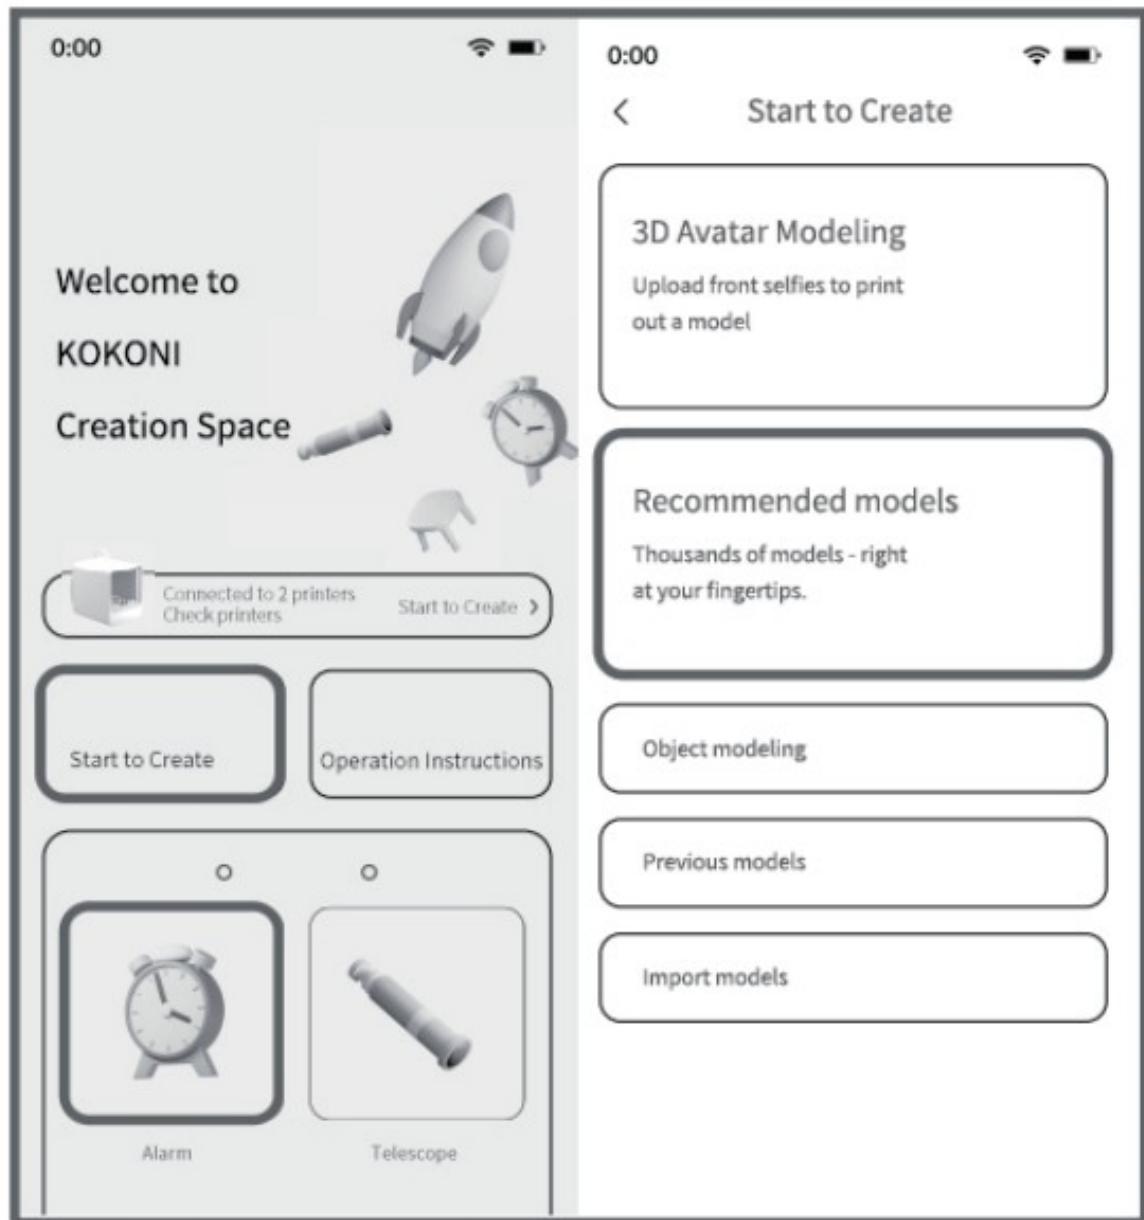 0:00
Welcome to
KOKONI
Creation Space
Connected to 2 printers
Check printers
Start to Create
Start to Create
Operation Instructions
Alarm
Telescope
0:00
Start to Create
3D Avatar Modeling
Upload front selfies to print
out a model
Recommended models
Thousands of models - right
at your fingertips.
Object modeling
Previous models
Import models